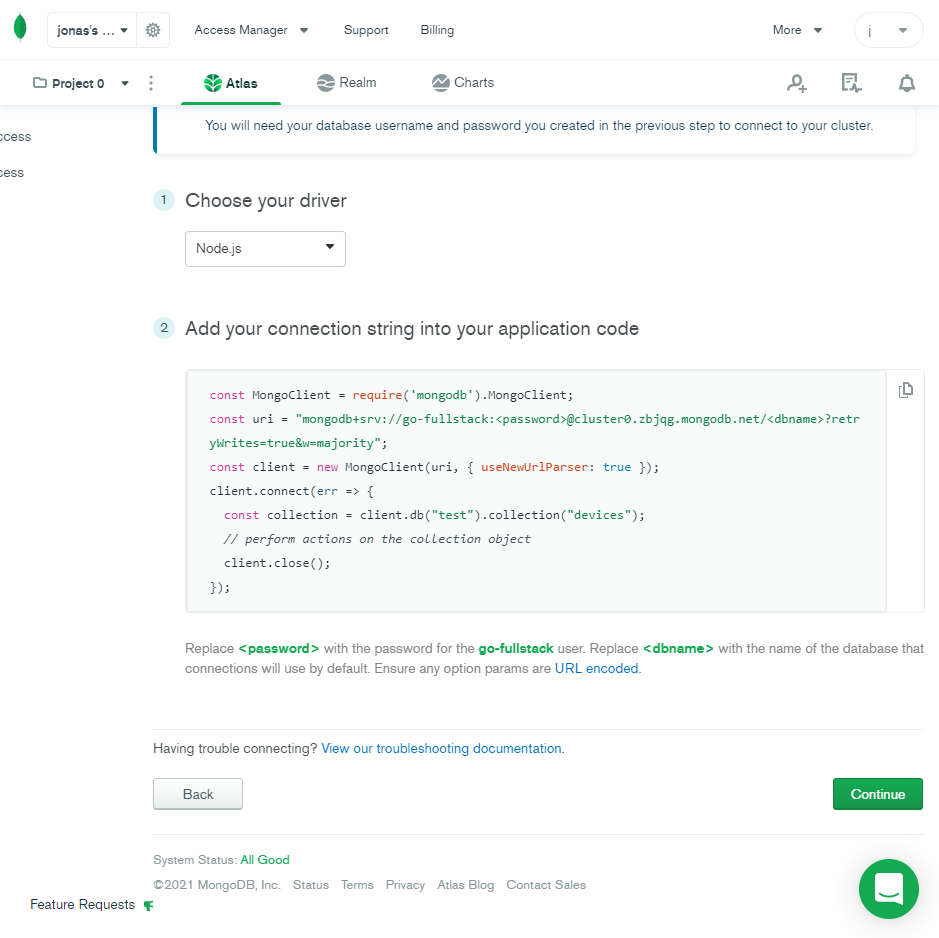 jonas's ...
Access Manager
Support
Billing
More
j
Project 0
Atlas
Realm
Charts
ccess
cess
You will need your database username and password you created in the previous step to connect to your cluster.
1 Choose your driver
Node.js
2 Add your connection string into your application code
const MongoClient = require('mongodb').MongoClient;
const uri = "mongodb+srv://go-fullstack:<password>@cluster0.zbjqg.mongodb.net/<dbname>?retr
yWrites=true&w=majority";
const client = new MongoClient(uri, { useNewUrlParser: true });
client.connect(err => {
  const collection = client.db("test").collection("devices");
  // perform actions on the collection object
  client.close();
});
Replace <password> with the password for the go-fullstack user. Replace <dbname> with the name of the database that
connections will use by default. Ensure any option params are URL encoded.
Having trouble connecting? View our troubleshooting documentation.
Back
Continue
System Status: All Good
©2021 MongoDB, Inc. Status Terms Privacy Atlas Blog Contact Sales
Feature Requests